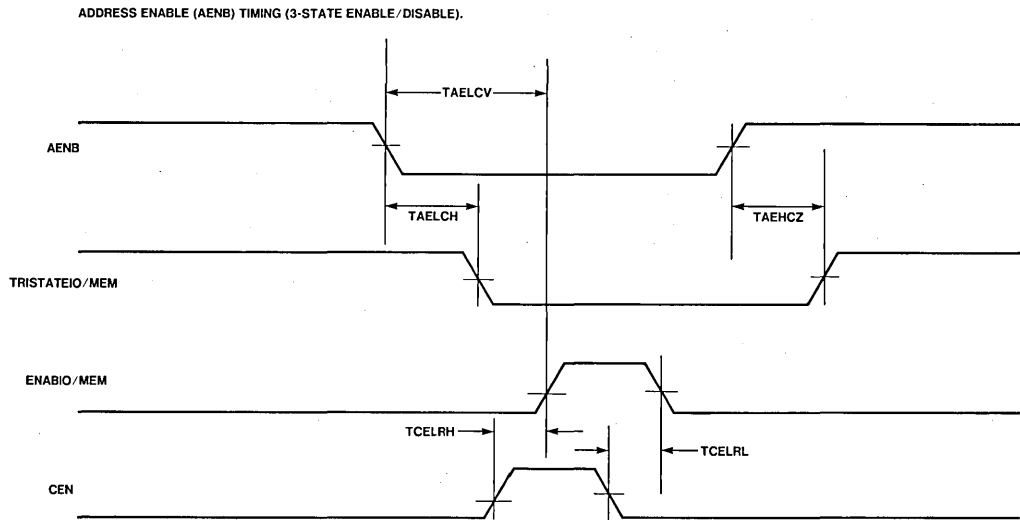 ADDRESS ENABLE (AENB) TIMING (3-STATE ENABLE/DISABLE).
TAELCV
AENB
TAELCH
TAEHCZ
TRISTATEIO/MEM
ENABIO/MEM
TCELRH
TCELRL
CEN